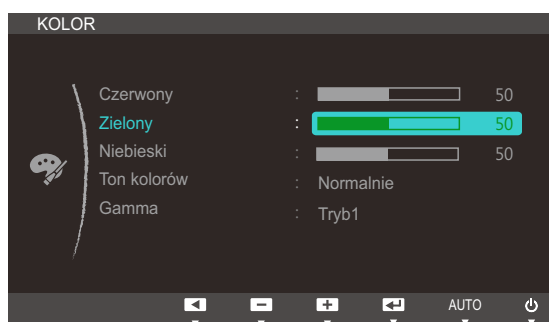 KOLOR
Czerwony : 50
Zielony : 50
Niebieski : 50
Ton kolorów : Normalnie
Gamma : Tryb1
AUTO